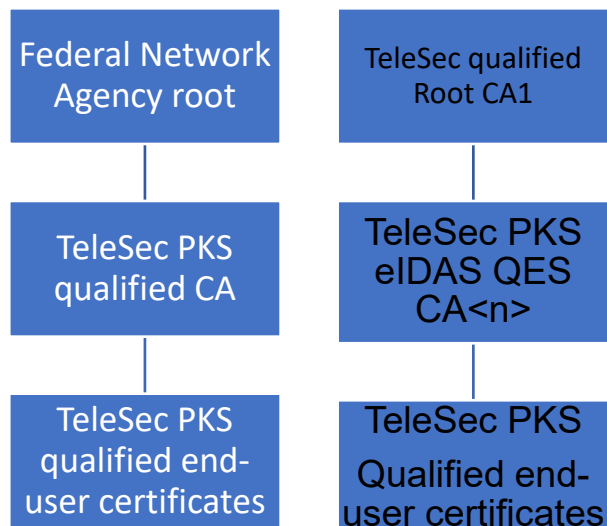 Federal Network
Agency root
TeleSec PKS
qualified CA
TeleSec PKS
qualified end-
user certificates
TeleSec qualified
Root CA1
TeleSec PKS
eIDAS QES
CA<n>
TeleSec PKS
Qualified end-
user certificates